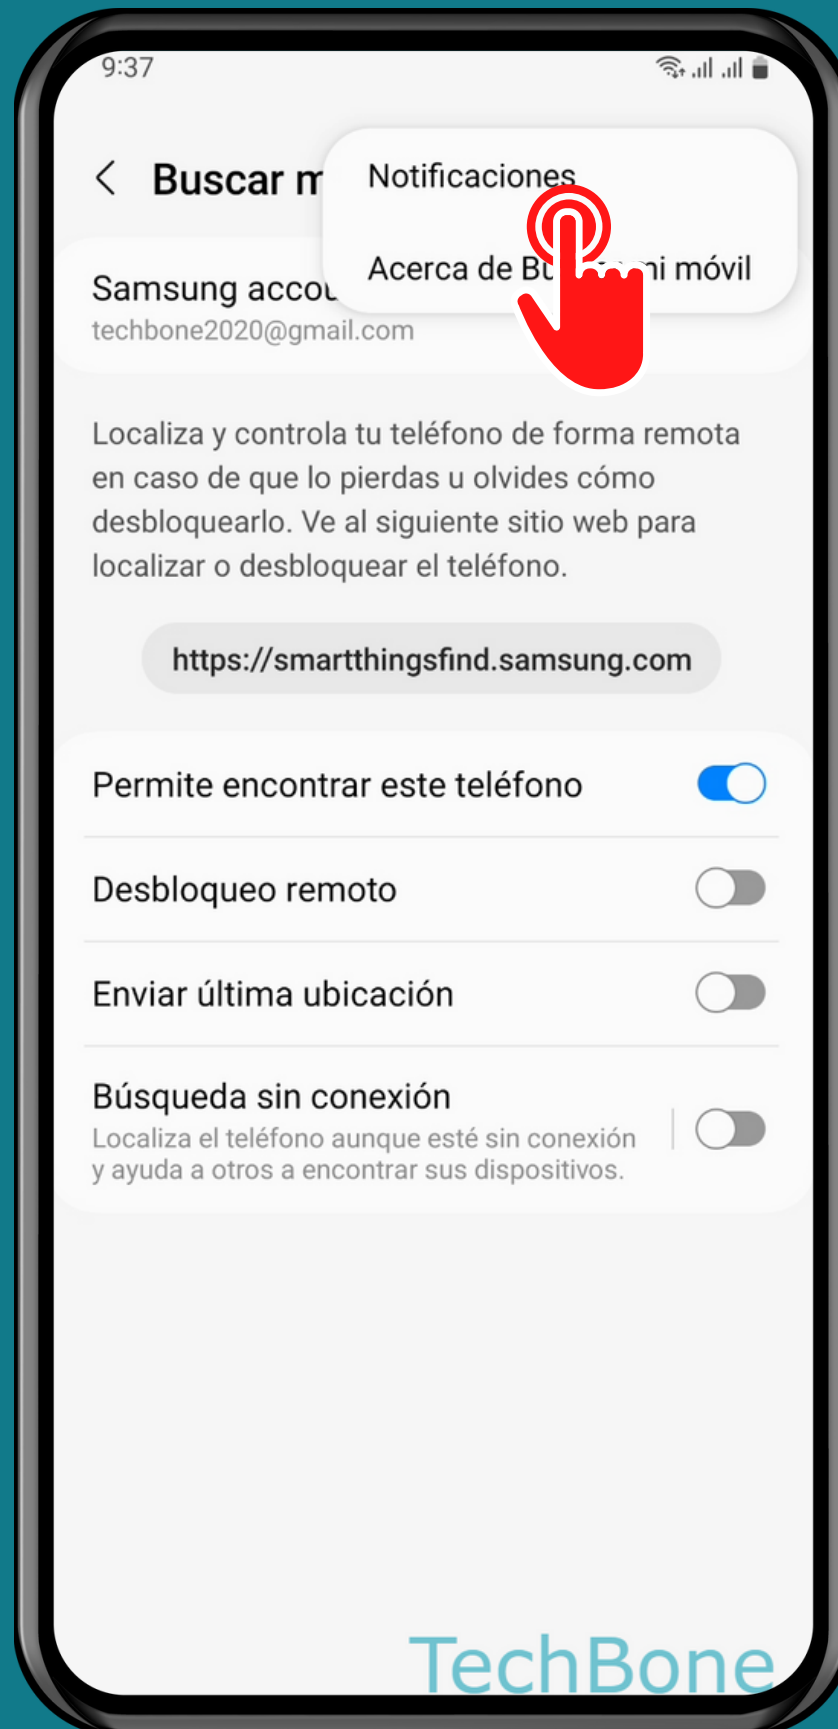 9:37
Buscar m
Notificaciones
Acerca de Bu mi móvil
Samsung accou
techbone2020@gmail.com
Localiza y controla tu teléfono de forma remota
en caso de que lo pierdas u olvides cómo
desbloquearlo. Ve al siguiente sitio web para
localizar o desbloquear el teléfono.
https://smartthingsfind.samsung.com
Permite encontrar este teléfono
Desbloqueo remoto
Enviar última ubicación
Búsqueda sin conexión
Localiza el teléfono aunque esté sin conexión
y ayuda a otros a encontrar sus dispositivos.
TechBone